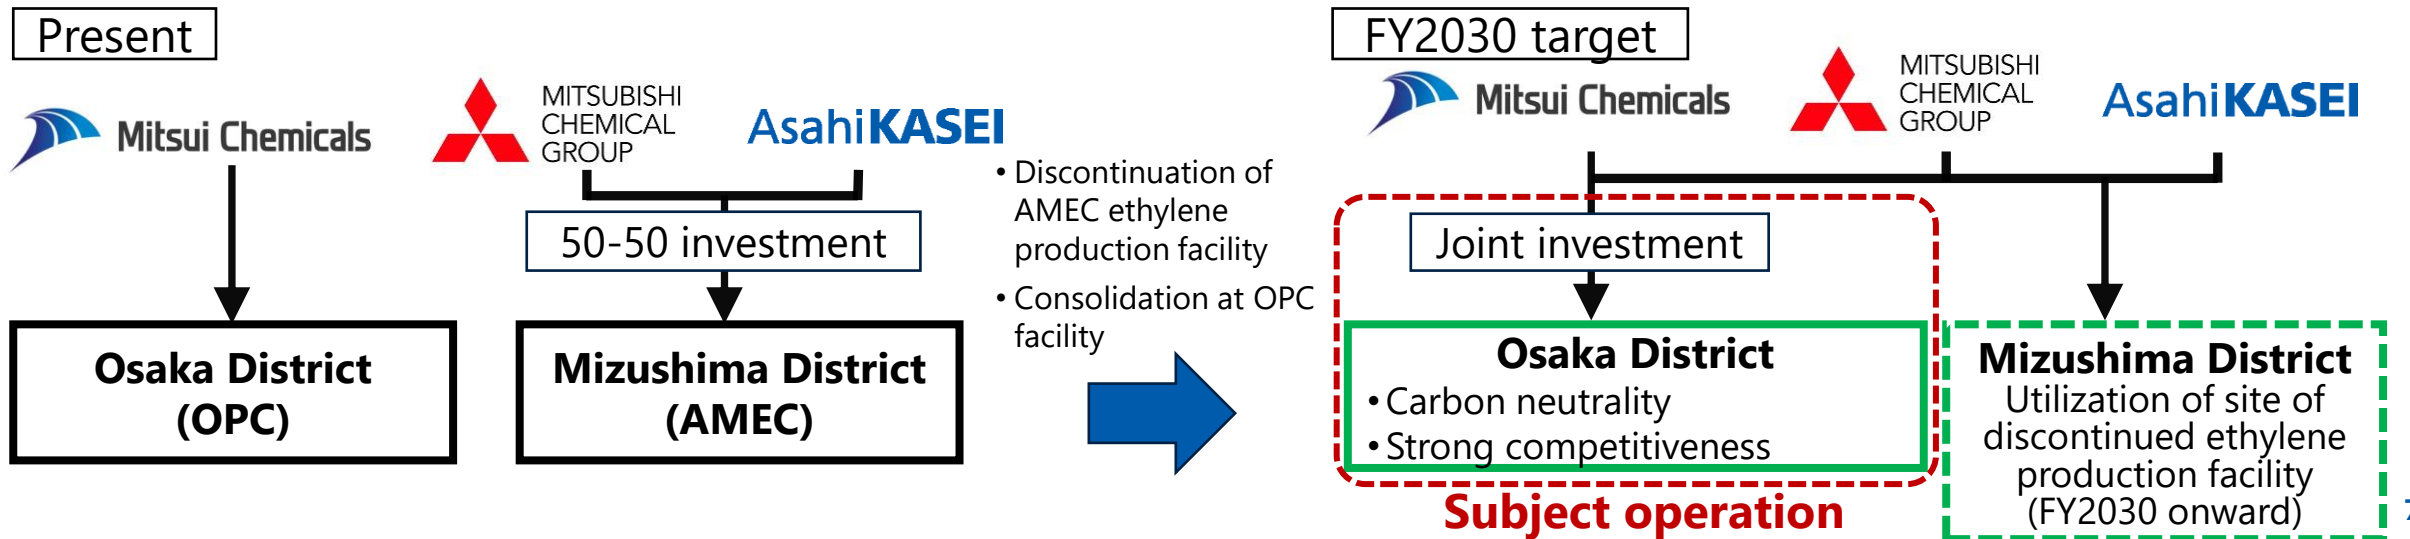 Present
Mitsui Chemicals
MITSUBISHI
CHEMICAL
GROUP
AsahiKASEI
50-50 investment
Osaka District
(OPC)
Mizushima District
(AMEC)
• Discontinuation of
AMEC ethylene
production facility
• Consolidation at OPC
facility
FY2030 target
Mitsui Chemicals
MITSUBISHI
CHEMICAL
GROUP
AsahiKASEI
Joint investment
Osaka District
• Carbon neutrality
• Strong competitiveness
Subject operation
Mizushima District
Utilization of site of
discontinued ethylene
production facility
(FY2030 onward)